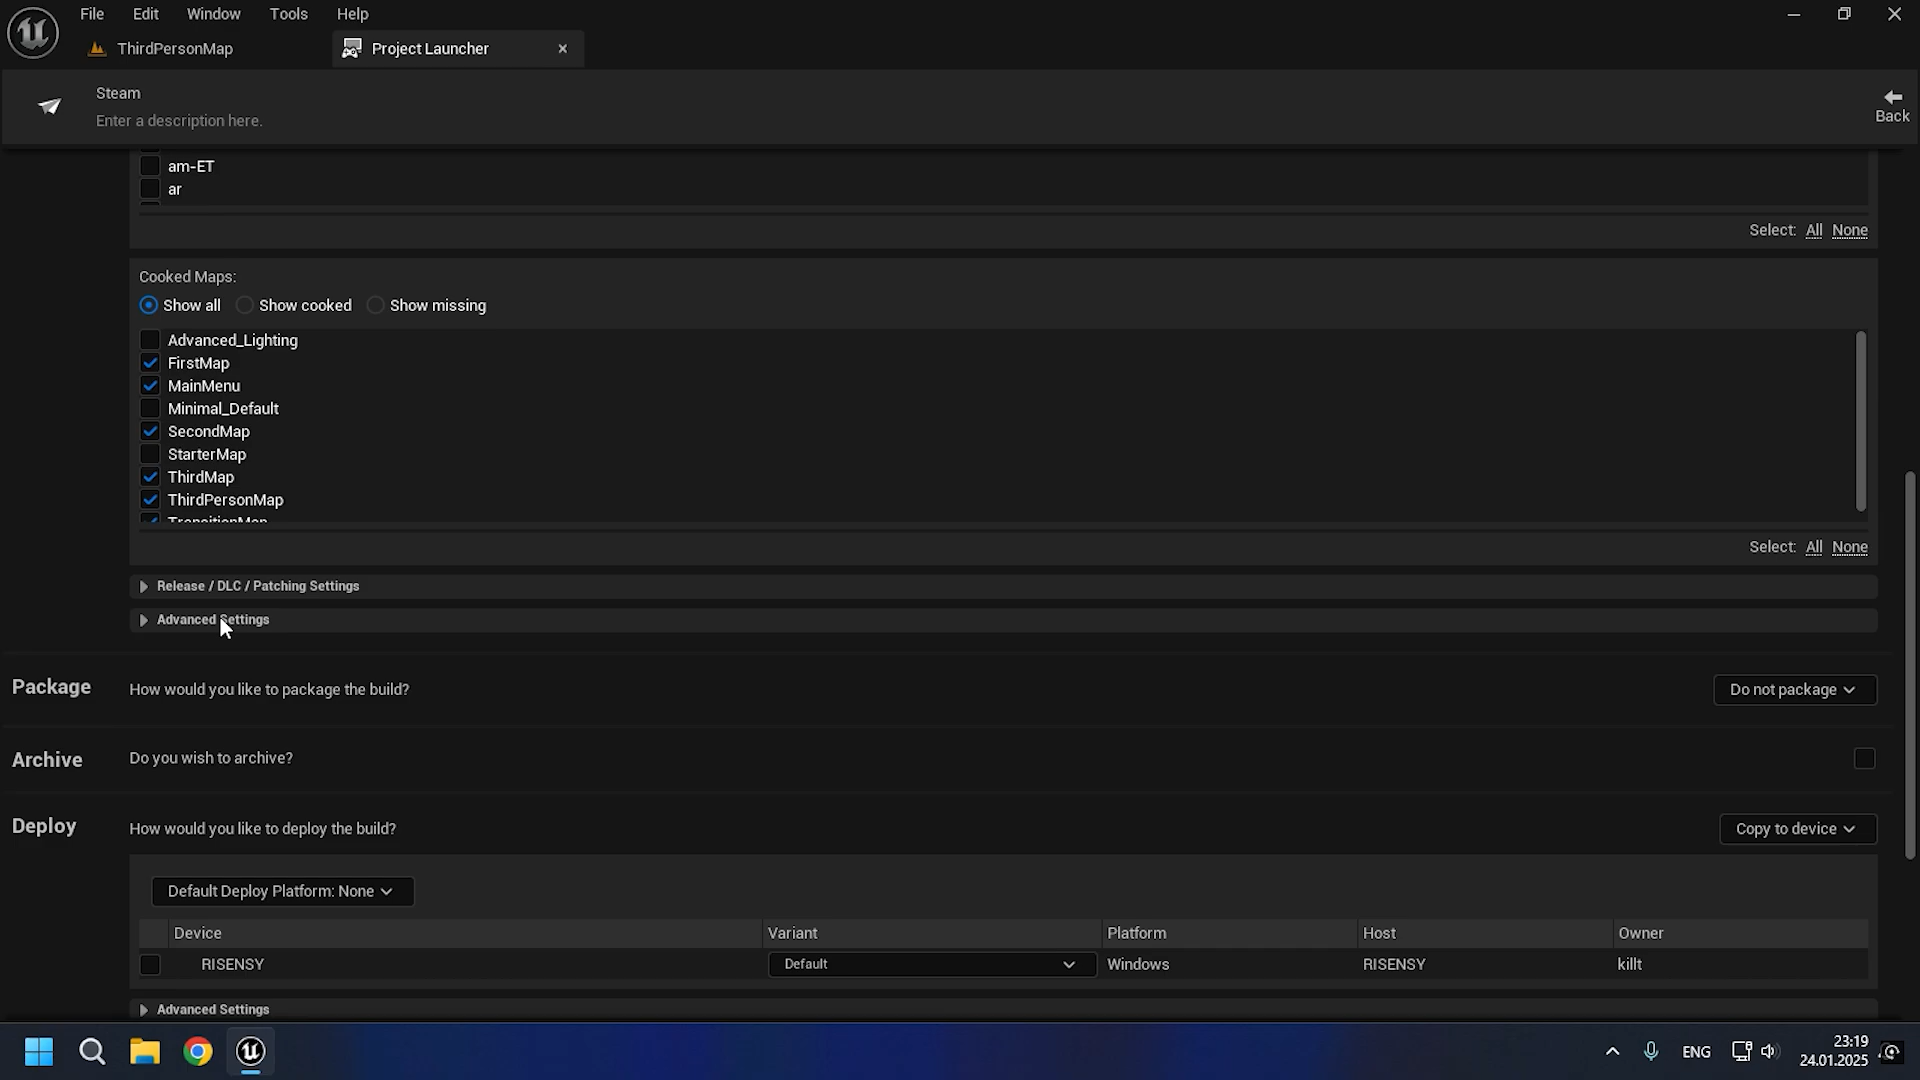 File Edit Window Tools Help
ThirdPersonMap Project Launcher
Steam
Enter a description here.
Back
am-ET
ar
Select: All None
Cooked Maps:
Show all Show cooked Show missing
Advanced_Lighting
FirstMap
MainMenu
Minimal_Default
SecondMap
StarterMap
ThirdMap
ThirdPersonMap
TransitionMap
Select: All None
Release / DLC / Patching Settings
Advanced Settings
Package How would you like to package the build? Do not package
Archive Do you wish to archive?
Deploy How would you like to deploy the build? Copy to device
Default Deploy Platform: None
Device Variant Platform Host Owner
RISENSY Default Windows RISENSY killt
Advanced Settings
ENG 23:19
24.01.2025